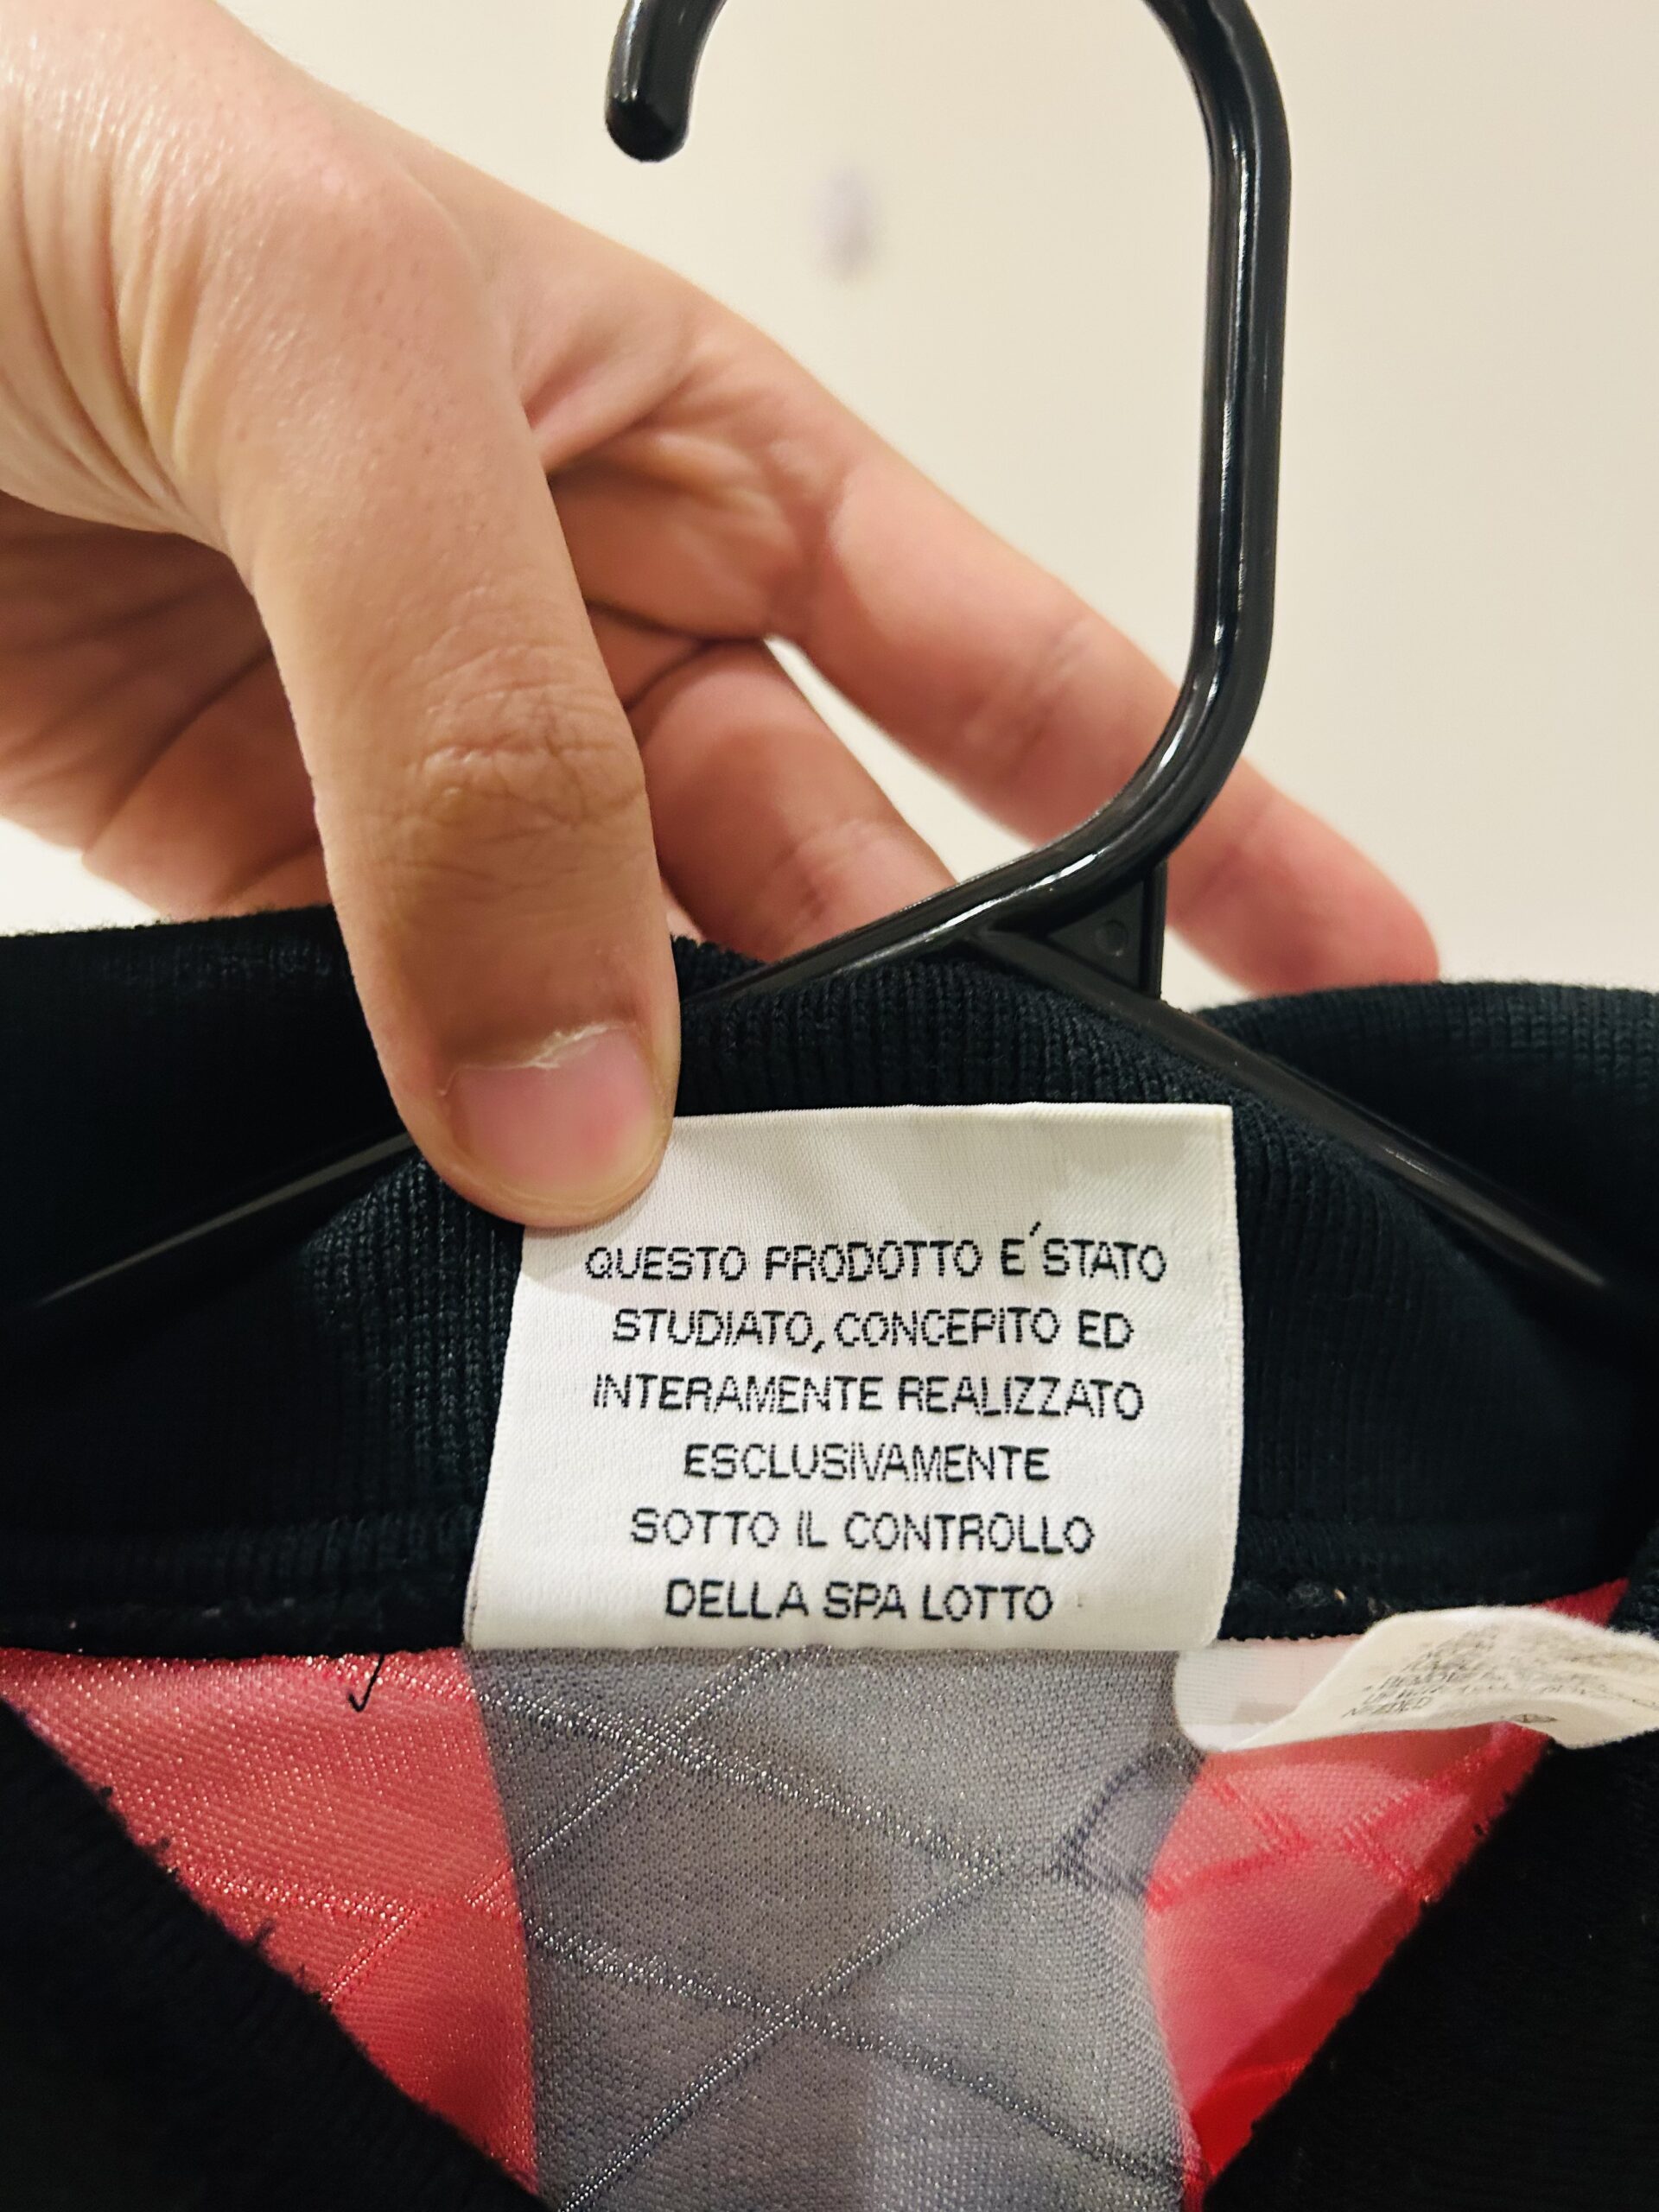 QUESTO PRODOTTO E´STATO
STUDIATO, CONCEPITO ED
INTERAMENTE REALIZZATO
ESCLUSIVAMENTE
SOTTO IL CONTROLLO
DELLA SPA LOTTO